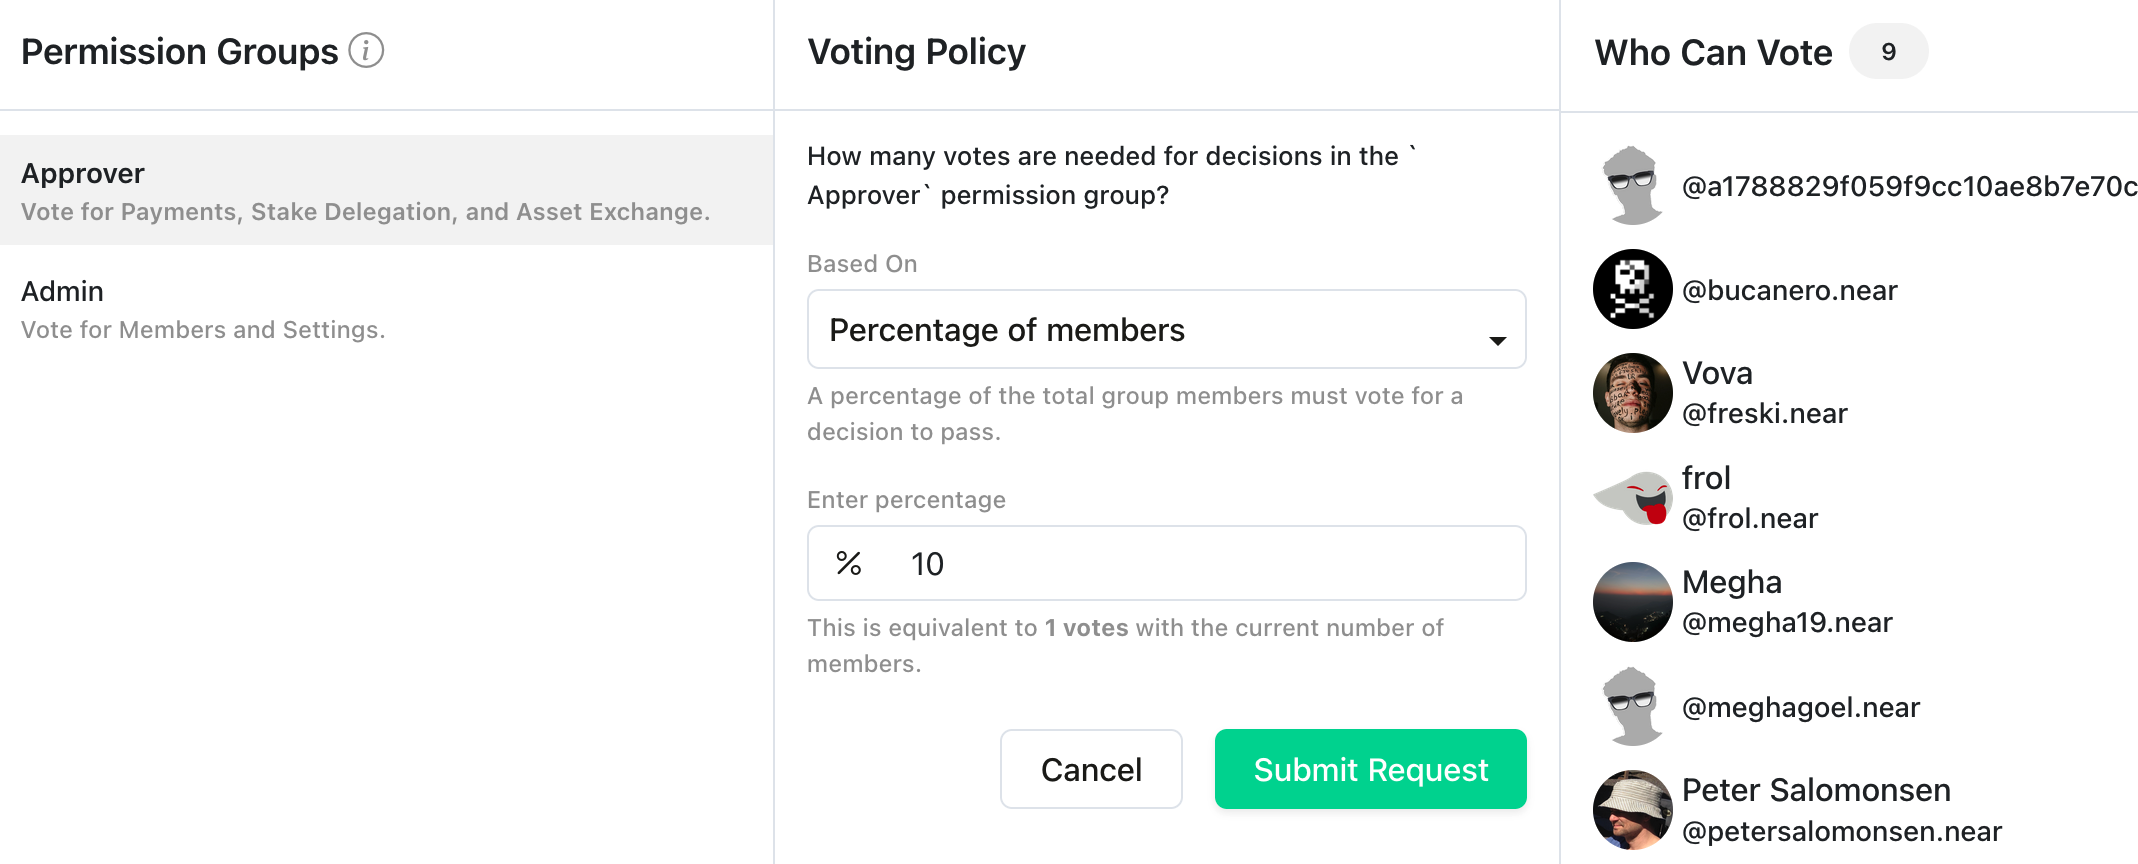 Permission Groups
Approver
Vote for Payments, Stake Delegation, and Asset Exchange.
Admin
Vote for Members and Settings.
Voting Policy
How many votes are needed for decisions in the `
Approver` permission group?
Based On
Percentage of members
A percentage of the total group members must vote for a
decision to pass.
Enter percentage
% 10
This is equivalent to 1 votes with the current number of
members.
Cancel
Submit Request
Who Can Vote 9
@a1788829f059f9cc10ae8b7e70c
@bucanero.near
Vova
@freski.near
frol
@frol.near
Megha
@megha19.near
@meghagoel.near
Peter Salomonsen
@petersalomonsen.near